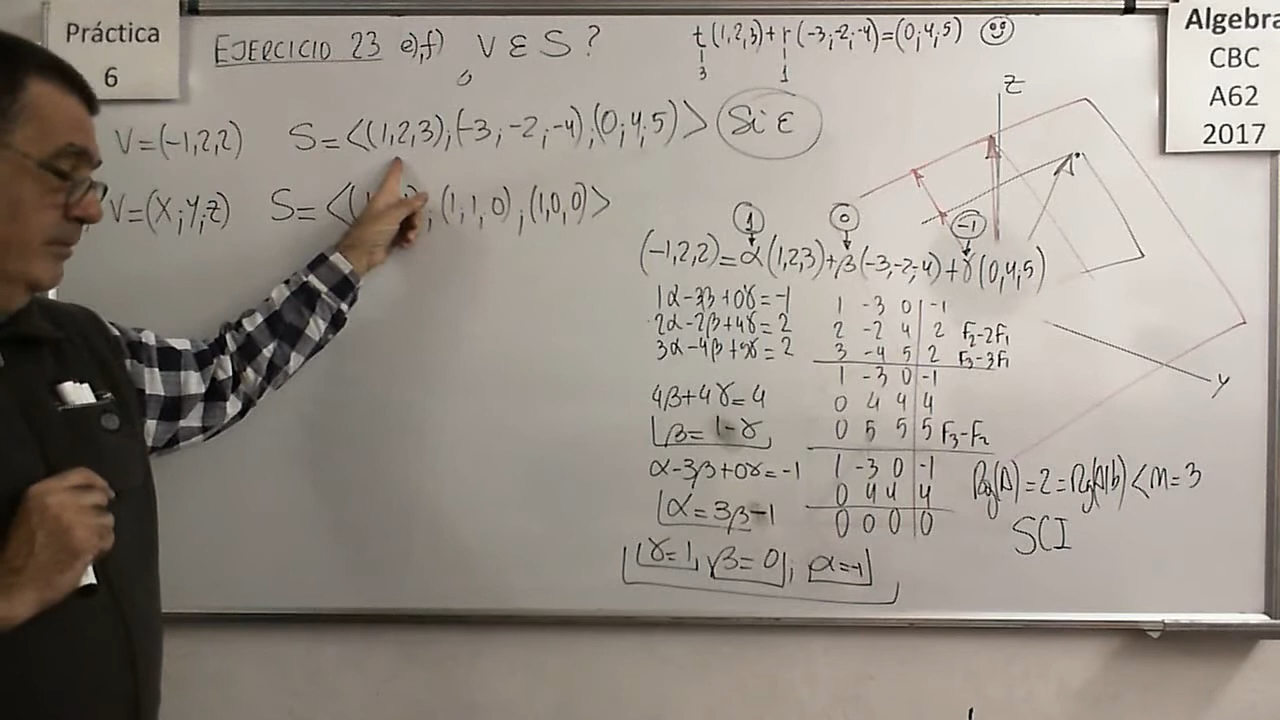 Práctica
6
EJERCICIO 23 e),f) ¿ V ∈ S ?
t(1,2,3)+r(-3;-2;-4)=(0;4;5)
3 1
Algebra
CBC
A62
2017
V=(-1,2,2) S=<(1,2,3),(-3;-2,-4),(0;4,5)> Si ∈
V=(X;Y;Z) S=< ,(1;1,0),(1,0,0)>
Z
Y
1 0 -1
(-1,2,2)=α(1,2,3)+β(-3,-2,-4)+γ(0,4,5)
1α-3β+0γ=-1
2α-2β+4γ=2
3α-4β+5γ=2
4β+4γ=4
β=1-γ
α-3β+0γ=-1
α=3β-1
γ=1, β=0; α=-1
1 -3 0 -1
2 -2 4 2 F2-2F1
3 -4 5 2 F3-3F1
1 -3 0 -1
0 4 4 4
0 5 5 5 F3-F2
1 -3 0 -1
0 4 4 4
0 0 0 0
Rg(A)=2=Rg(A|b)<n=3
SCI